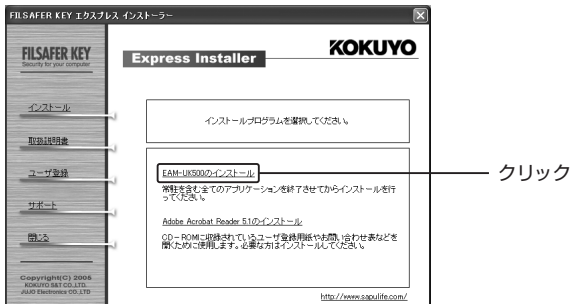 FILSAFER KEY エクスプレス インストーラー
FILSAFER KEY
Security for your computer
Express Installer
KOKUYO
インストール
取扱説明書
ユーザ登録
サポート
閉じる
インストールプログラムを選択してください。
EAM-UK500のインストール
常駐を含む全てのアプリケーションを終了させてからインストールを行
ってください。
Adobe Acrobat Reader 5.1のインストール
CD-ROMに収録されているユーザ登録用紙やお問い合わせ表などを
開くために使用します。必要な方はインストールしてください。
クリック
Copyright(C) 2005
KOKUYO S&T CO.,LTD.
JUJO Electronics CO.,LTD
http://www.sapulife.com/